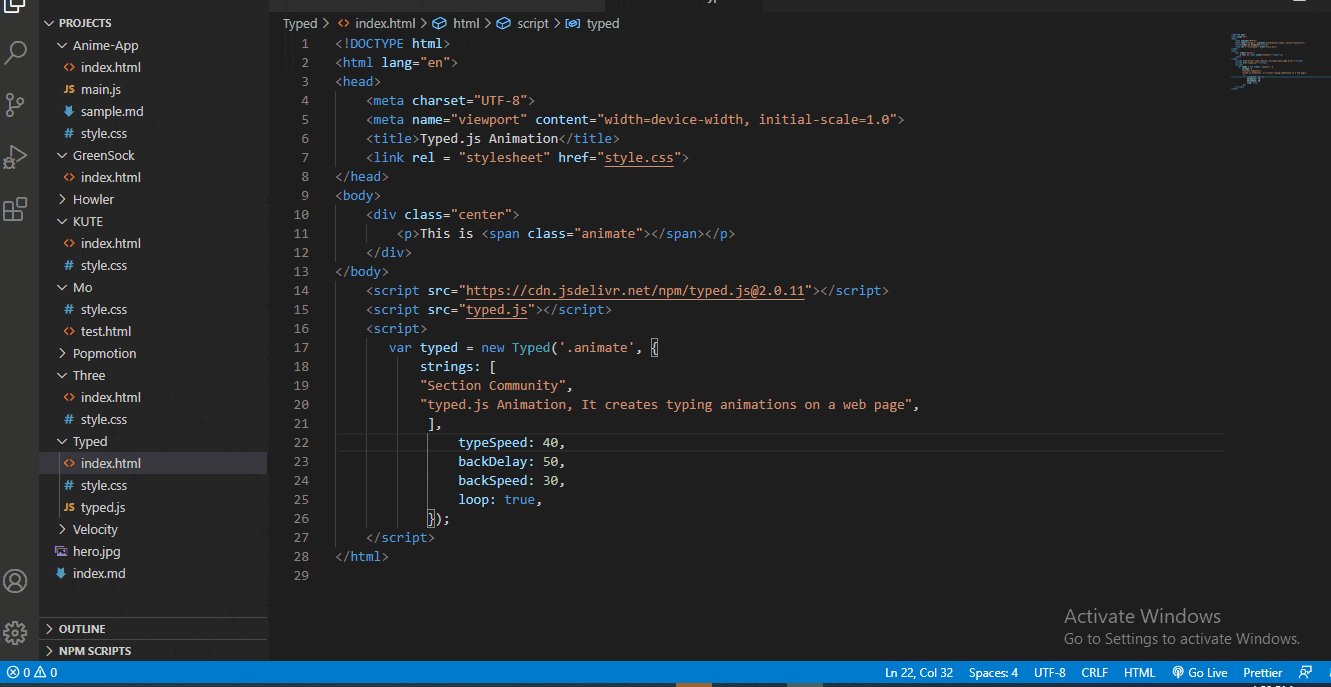 PROJECTS
Anime-App
index.html
JS main.js
sample.md
# style.css
GreenSock
index.html
Howler
KUTE
index.html
# style.css
Mo
# style.css
test.html
Popmotion
Three
index.html
# style.css
Typed
index.html
# style.css
JS typed.js
Velocity
hero.jpg
index.md
OUTLINE
NPM SCRIPTS
Typed > index.html > html > script > typed
1 <!DOCTYPE html>
2 <html lang="en">
3 <head>
4 <meta charset="UTF-8">
5 <meta name="viewport" content="width=device-width, initial-scale=1.0">
6 <title>Typed.js Animation</title>
7 <link rel = "stylesheet" href="style.css">
8 </head>
9 <body>
10 <div class="center">
11 <p>This is <span class="animate"></span></p>
12 </div>
13 </body>
14 <script src="https://cdn.jsdelivr.net/npm/typed.js@2.0.11"></script>
15 <script src="typed.js"></script>
16 <script>
17 var typed = new Typed('.animate', {
18 strings: [
19 "Section Community",
20 "typed.js Animation, It creates typing animations on a web page",
21 ],
22 typeSpeed: 40,
23 backDelay: 50,
24 backSpeed: 30,
25 loop: true,
26 });
27 </script>
28 </html>
29
Activate Windows
Go to Settings to activate Windows.
0 0 Ln 22, Col 32 Spaces: 4 UTF-8 CRLF HTML Go Live Prettier